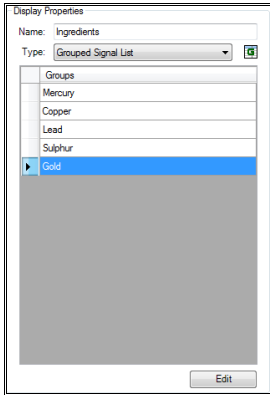 Display Properties
Name: Ingredients
Type: Grouped Signal List G
Groups
Mercury
Copper
Lead
Sulphur
Gold
Edit